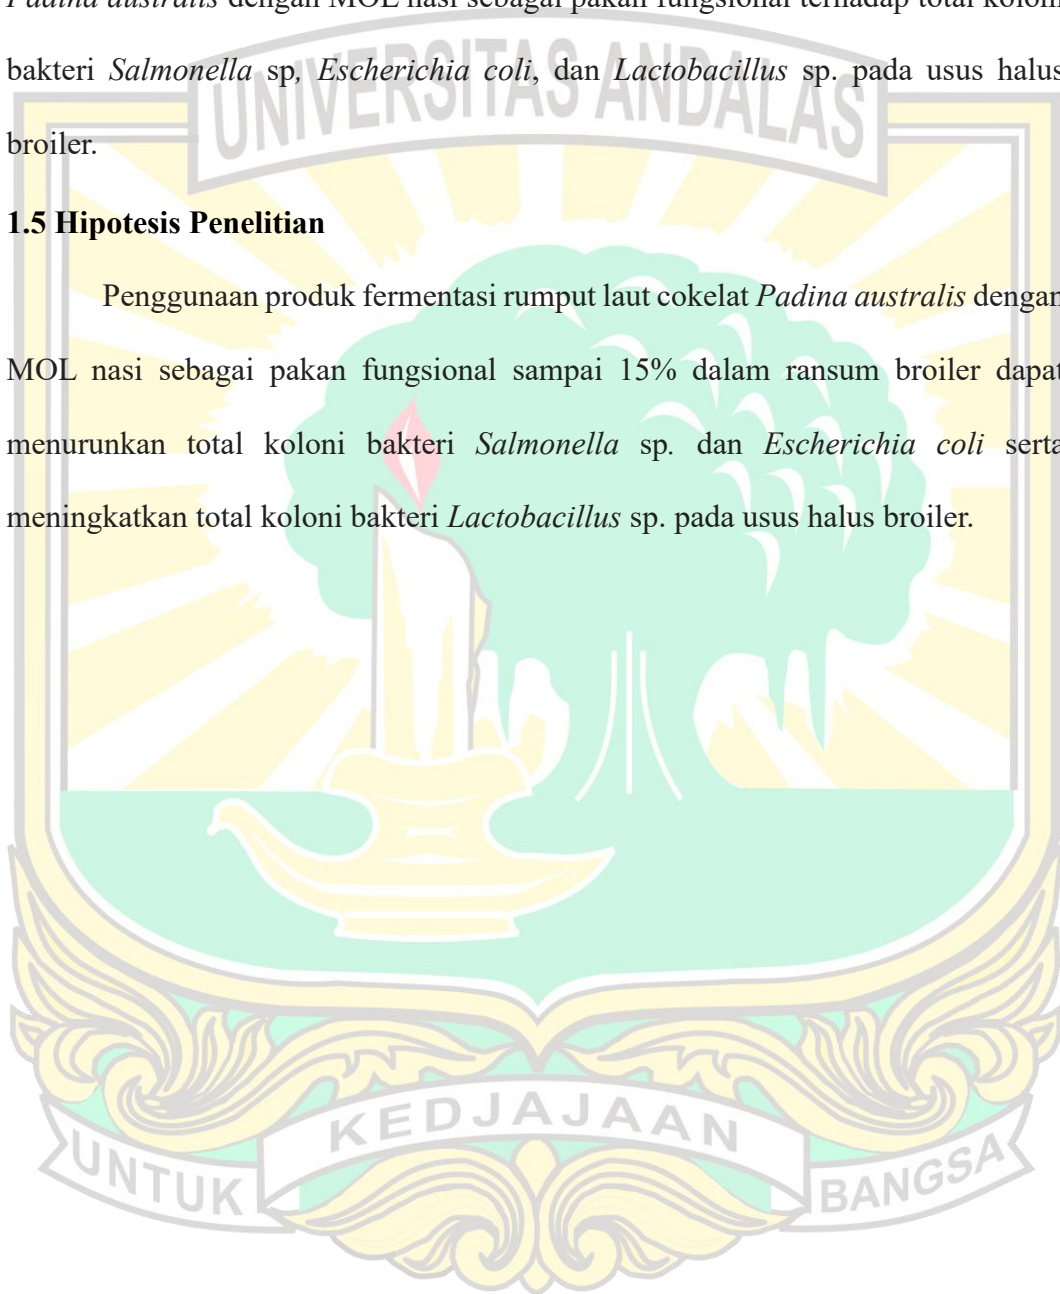 Padina australis dengan MOL nasi sebagai pakan fungsional terhadap total koloni
bakteri Salmonella sp, Escherichia coli, dan Lactobacillus sp. pada usus halus
broiler.
1.5 Hipotesis Penelitian
Penggunaan produk fermentasi rumput laut cokelat Padina australis dengan
MOL nasi sebagai pakan fungsional sampai 15% dalam ransum broiler dapat
menurunkan total koloni bakteri Salmonella sp. dan Escherichia coli serta
meningkatkan total koloni bakteri Lactobacillus sp. pada usus halus broiler.
UNIVERSITAS ANDALAS
UNTUK KEDJAJAAN BANGSA